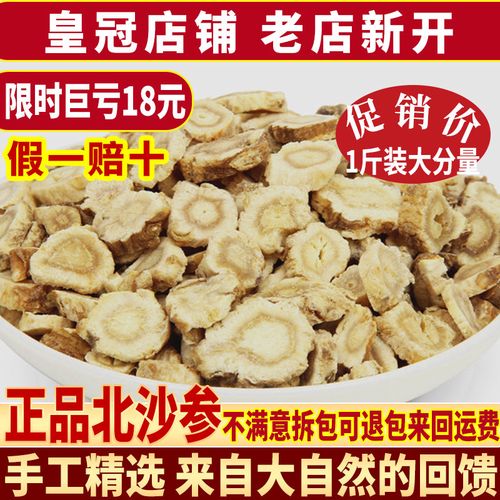 皇冠店铺 老店新开
限时巨亏18元
假一赔十
促销价
1斤装大分量
正品北沙参 不满意拆包可退包来回运费
手工精选 来自大自然的回馈